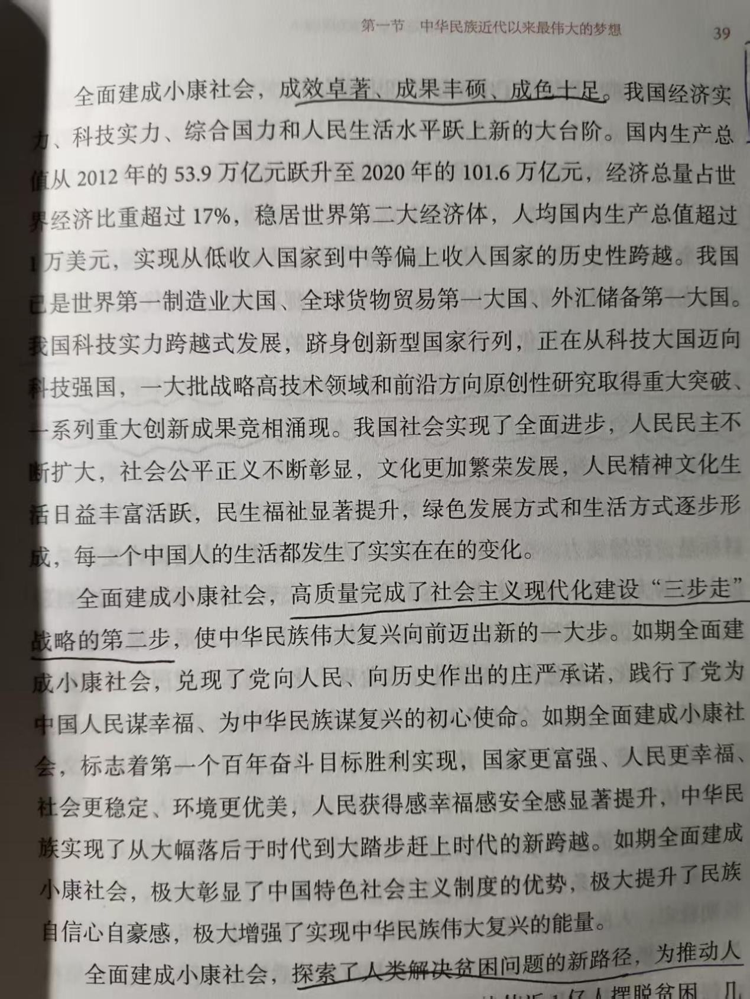 第一节 中华民族近代以来最伟大的梦想 39
全面建成小康社会，成效卓著、成果丰硕、成色十足。我国经济实
力、科技实力、综合国力和人民生活水平跃上新的大台阶。国内生产总
值从 2012 年的 53.9 万亿元跃升至 2020 年的 101.6 万亿元，经济总量占世
界经济比重超过 17%，稳居世界第二大经济体，人均国内生产总值超过
1 万美元，实现从低收入国家到中等偏上收入国家的历史性跨越。我国
已是世界第一制造业大国、全球货物贸易第一大国、外汇储备第一大国。
我国科技实力跨越式发展，跻身创新型国家行列，正在从科技大国迈向
科技强国，一大批战略高技术领域和前沿方向原创性研究取得重大突破、
一系列重大创新成果竞相涌现。我国社会实现了全面进步，人民民主不
断扩大，社会公平正义不断彰显，文化更加繁荣发展，人民精神文化生
活日益丰富活跃，民生福祉显著提升，绿色发展方式和生活方式逐步形
成，每一个中国人的生活都发生了实实在在的变化。
全面建成小康社会，高质量完成了社会主义现代化建设“三步走”
战略的第二步，使中华民族伟大复兴向前迈出新的一大步。如期全面建
成小康社会，兑现了党向人民、向历史作出的庄严承诺，践行了党为
中国人民谋幸福、为中华民族谋复兴的初心使命。如期全面建成小康社
会，标志着第一个百年奋斗目标胜利实现，国家更富强、人民更幸福、
社会更稳定、环境更优美，人民获得感幸福感安全感显著提升，中华民
族实现了从大幅落后于时代到大踏步赶上时代的新跨越。如期全面建成
小康社会，极大彰显了中国特色社会主义制度的优势，极大提升了民族
自信心自豪感，极大增强了实现中华民族伟大复兴的能量。
全面建成小康社会，探索了人类解决贫困问题的新路径，为推动人
亿人摆脱贫困，几